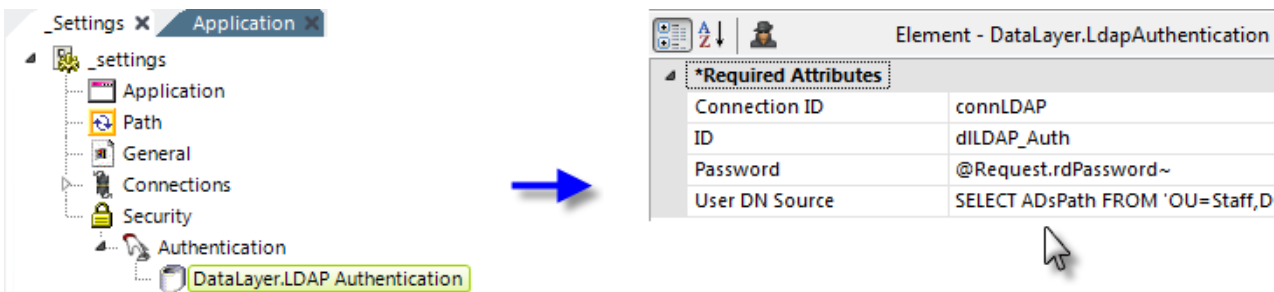 _Settings Application
_settings
Application
Path
General
Connections
Security
Authentication
DataLayer.LDAP Authentication
Element - DataLayer.LdapAuthentication
*Required Attributes
Connection ID connLDAP
ID dlLDAP_Auth
Password @Request.rdPassword~
User DN Source SELECT ADsPath FROM 'OU=Staff,D